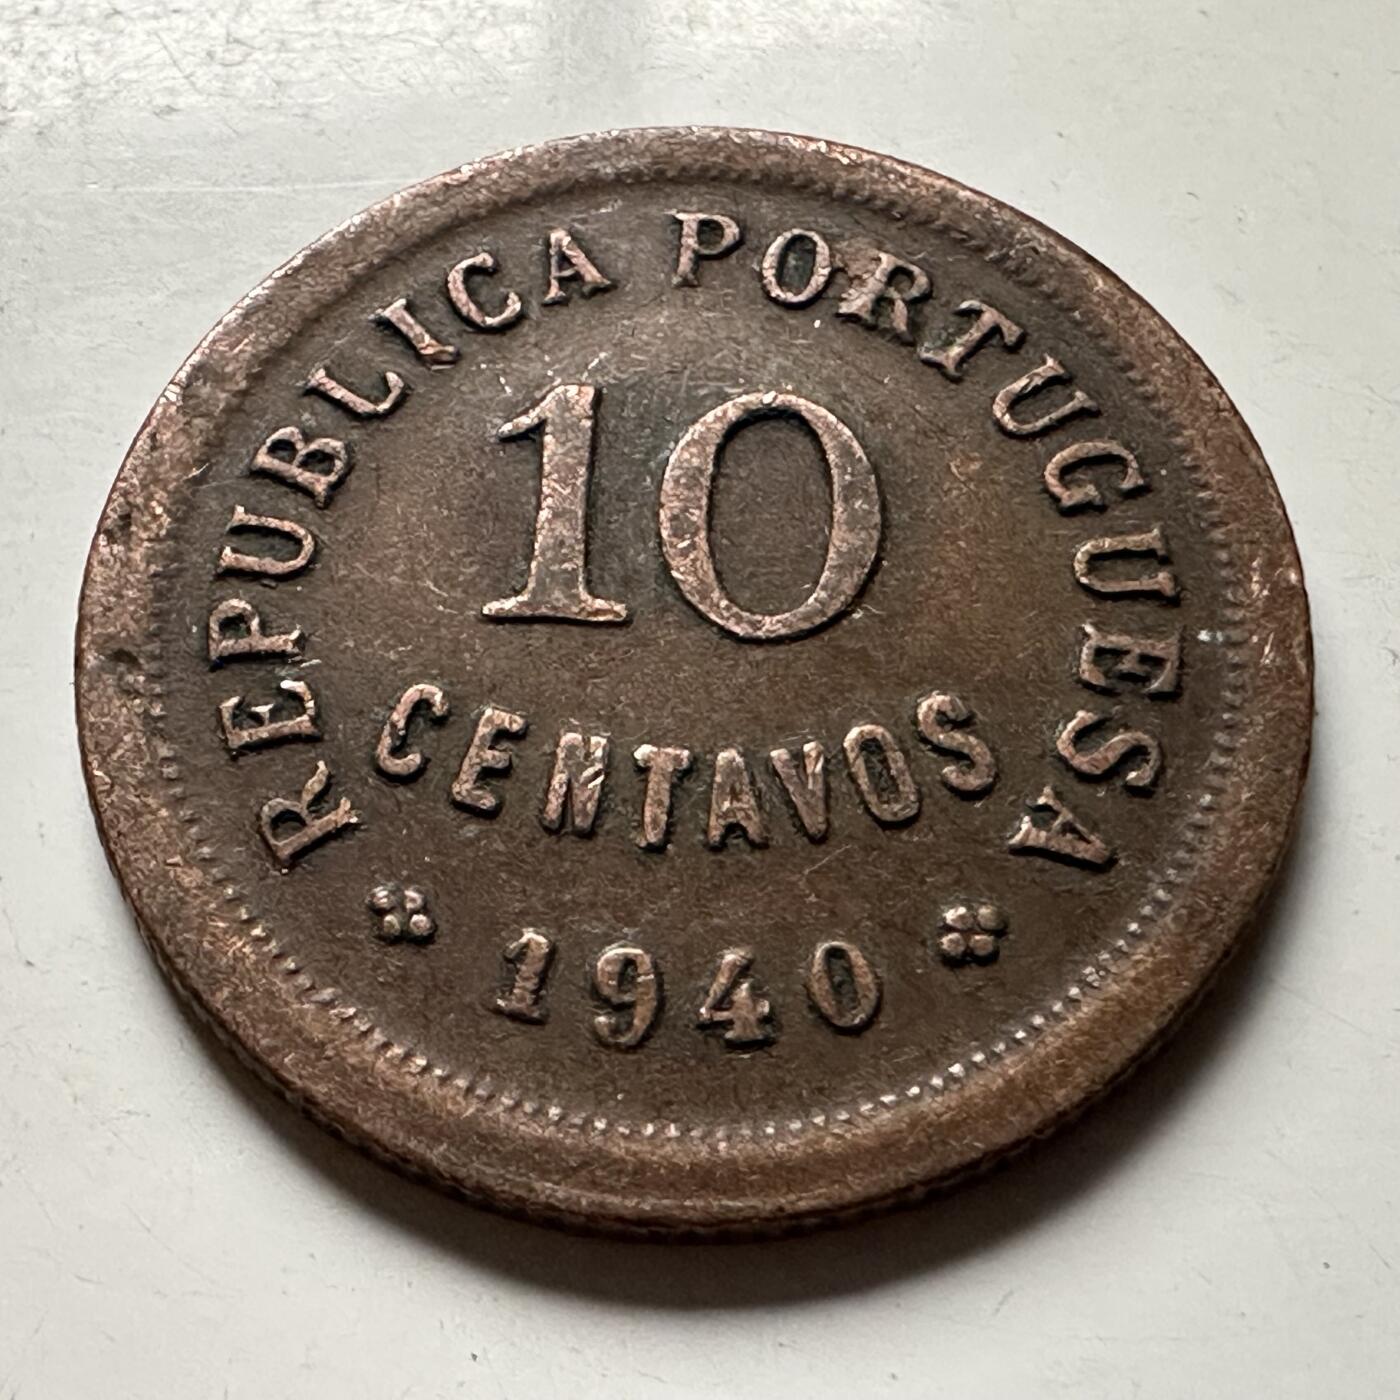 REPUBLICA PORTUGUESA
10
CENTAVOS
1940